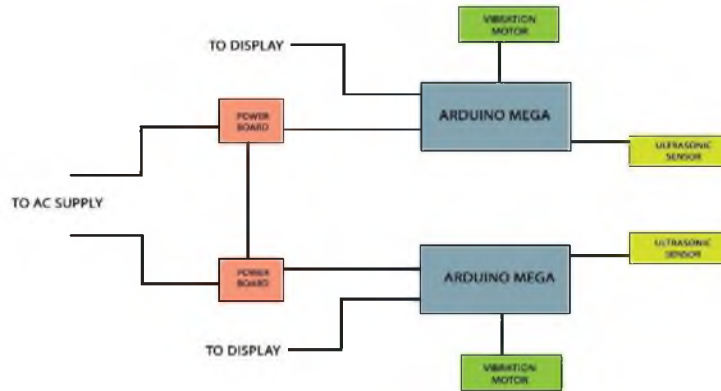 VIBRATION
MOTOR
TO DISPLAY
POWER
BOARD
ARDUINO MEGA
ULTRASONIC
SENSOR
TO AC SUPPLY
ULTRASONIC
SENSOR
POWER
BOARD
ARDUINO MEGA
TO DISPLAY
VIBRATION
MOTOR